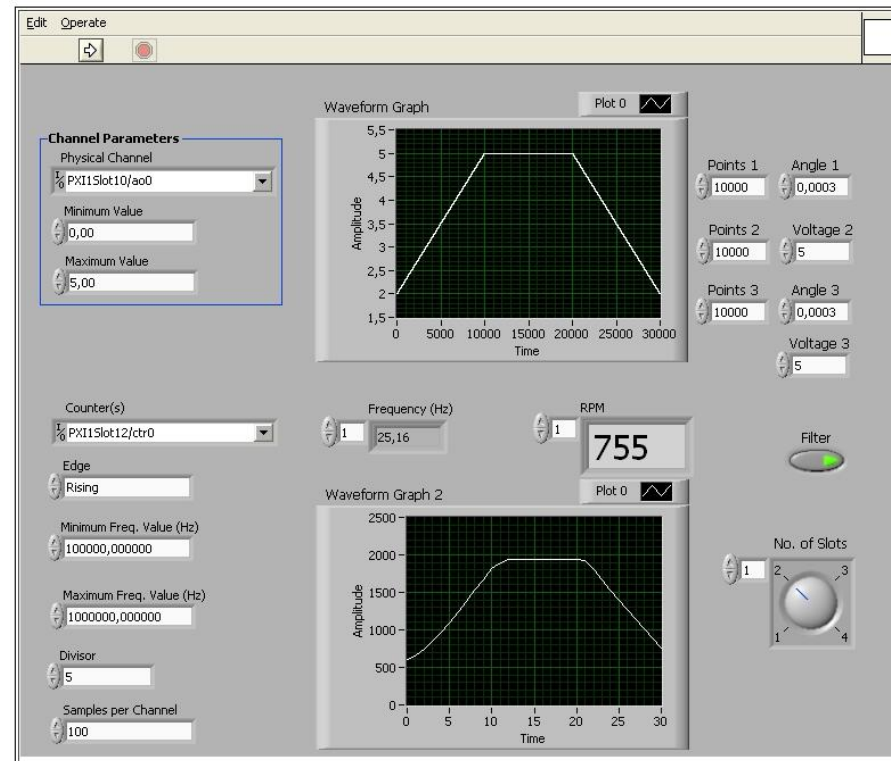 Edit Operate
Waveform Graph
Plot 0
Channel Parameters
Physical Channel
PXI1Slot10/ao0
Minimum Value
0,00
Maximum Value
5,00
5,5
5
4,5
4
3,5
3
2,5
2
1,5
Amplitude
0 5000 10000 15000 20000 25000 30000
Time
Points 1 Angle 1
10000 0,0003
Points 2 Voltage 2
10000 5
Points 3 Angle 3
10000 0,0003
Voltage 3
5
Counter(s)
PXI1Slot12/ctr0
Edge
Rising
Minimum Freq. Value (Hz)
100000,000000
Maximum Freq. Value (Hz)
1000000,000000
Divisor
5
Samples per Channel
100
Frequency (Hz)
1 25,16
RPM
1 755
Filter
Waveform Graph 2
Plot 0
2500
2000
1500
1000
500
0
Amplitude
0 5 10 15 20 25 30
Time
No. of Slots
1
2 3
1 4